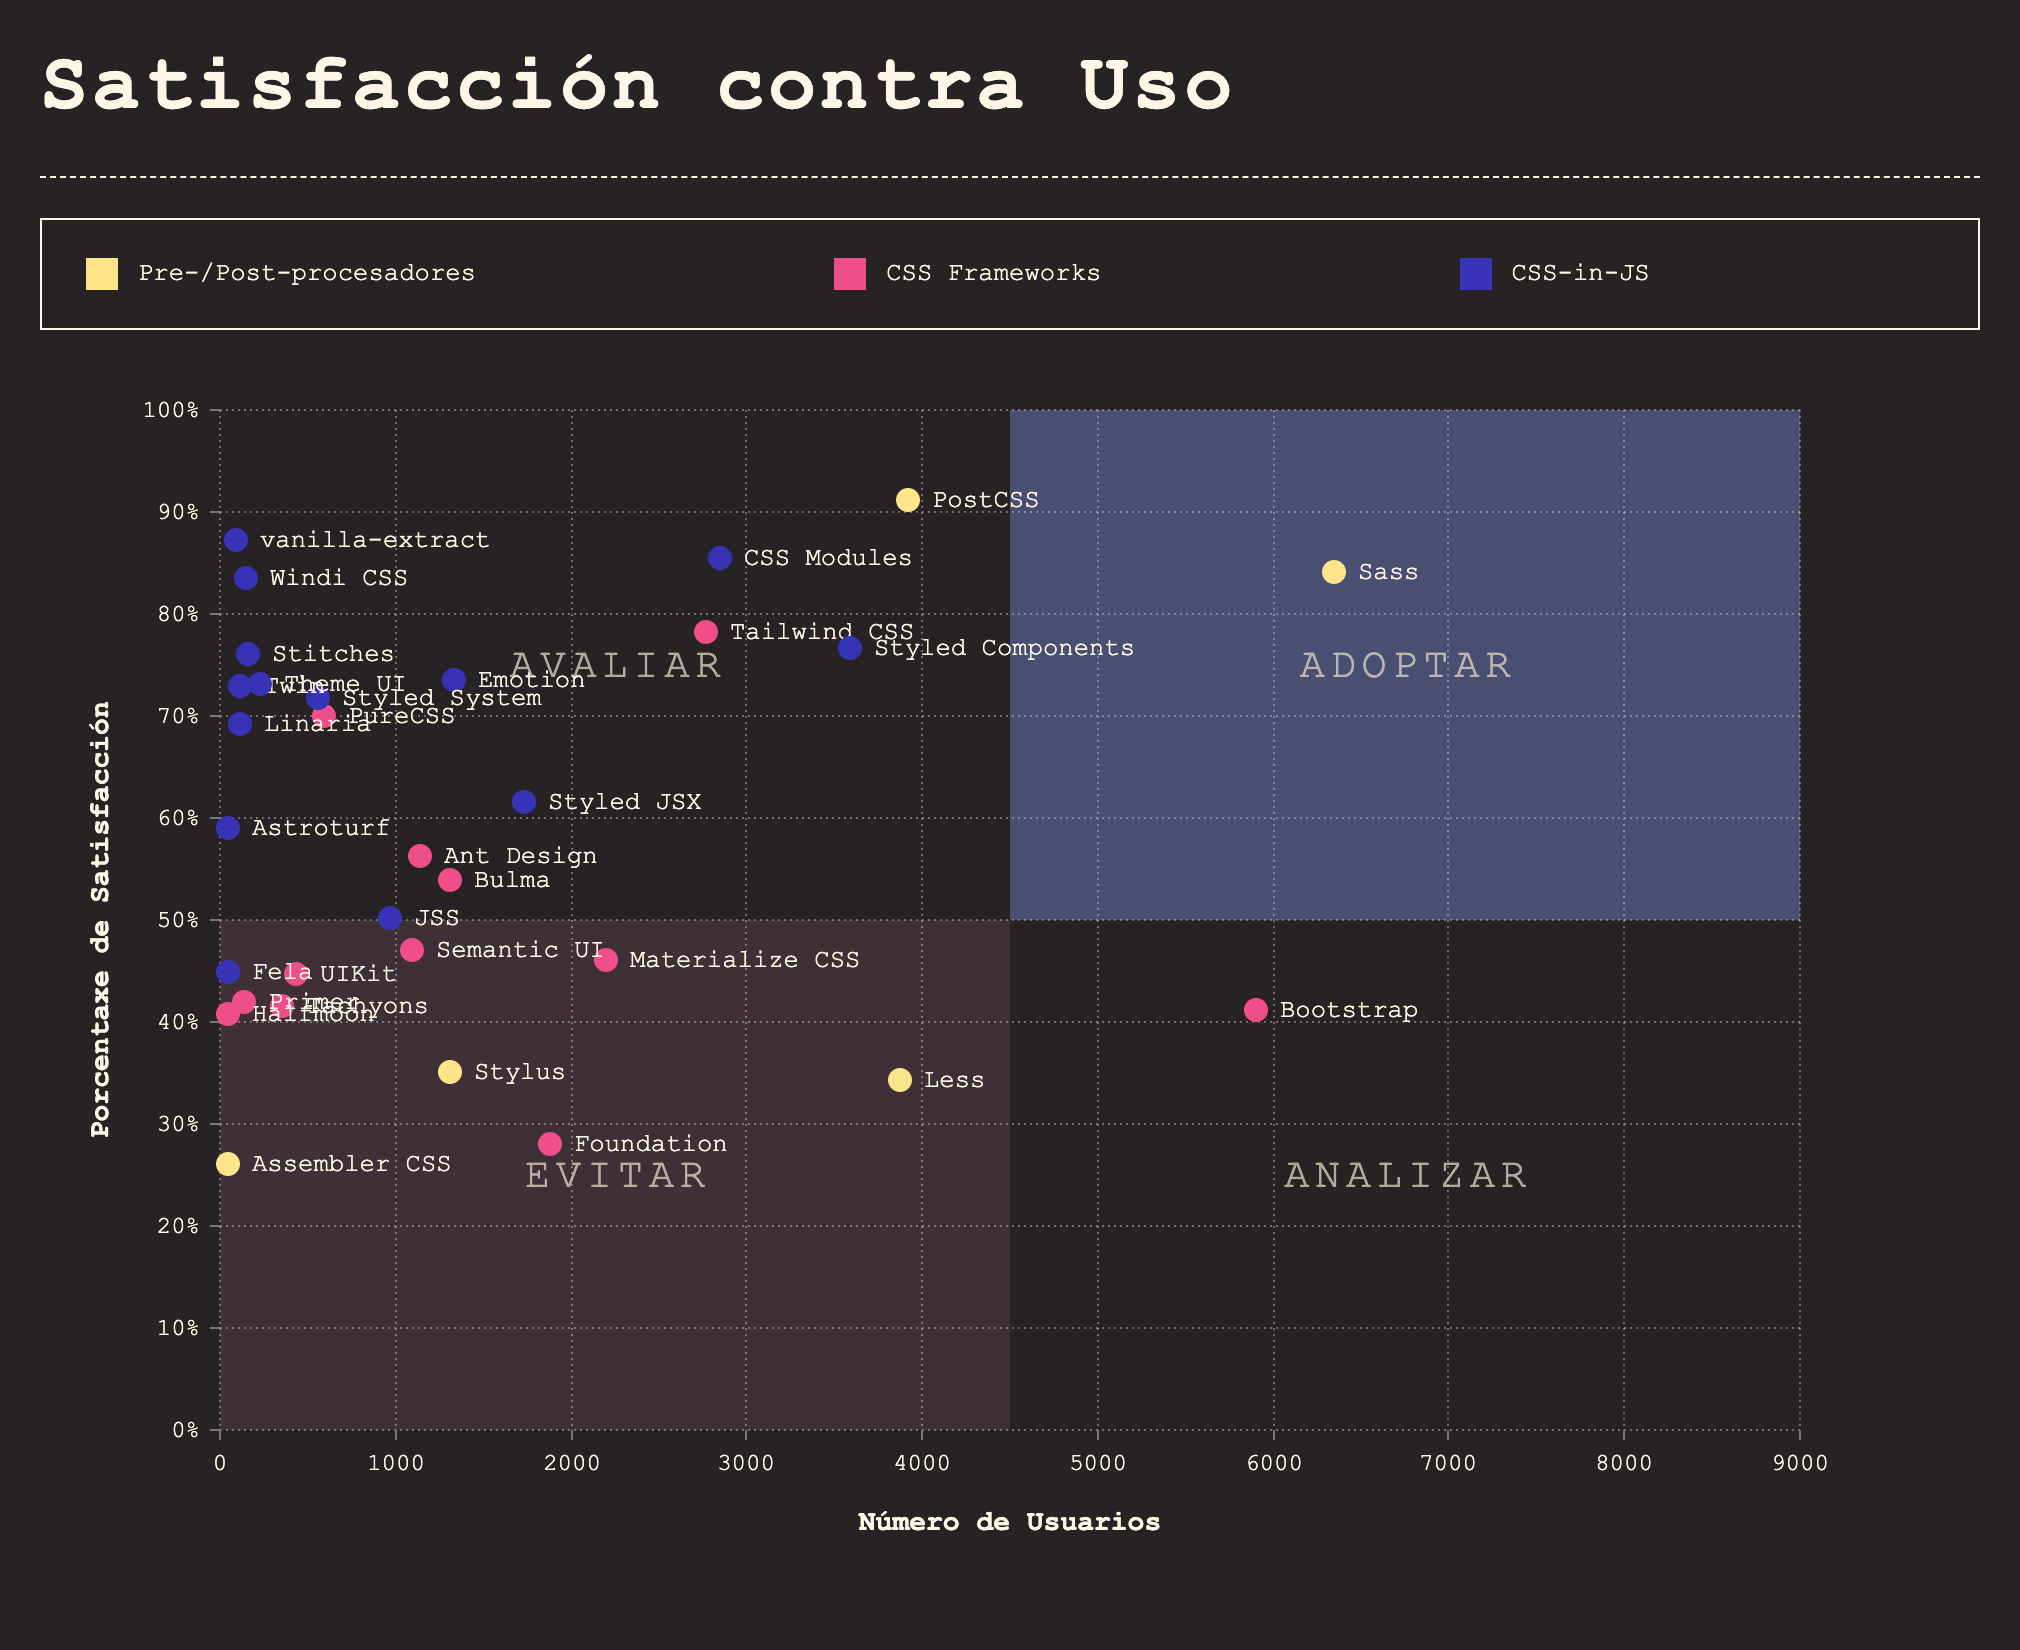 Satisfacción contra Uso
Pre-/Post-procesadores
CSS Frameworks
CSS-in-JS
100%
90%
80%
70%
60%
50%
40%
30%
20%
10%
0%
Porcentaxe de Satisfacción
PostCSS
vanilla-extract
CSS Modules
Sass
Windi CSS
Tailwind CSS
Styled Components
Stitches
AVALIAR
ADOPTAR
Emotion
Theme UI
Twin
Styled System
PureCSS
Linaria
Styled JSX
Astroturf
Ant Design
Bulma
JSS
Semantic UI
Materialize CSS
Fela
UIKit
Primer
Tachyons
Halfmoon
Bootstrap
Stylus
Less
Foundation
Assembler CSS
EVITAR
ANALIZAR
0
1000
2000
3000
4000
5000
6000
7000
8000
9000
Número de Usuarios